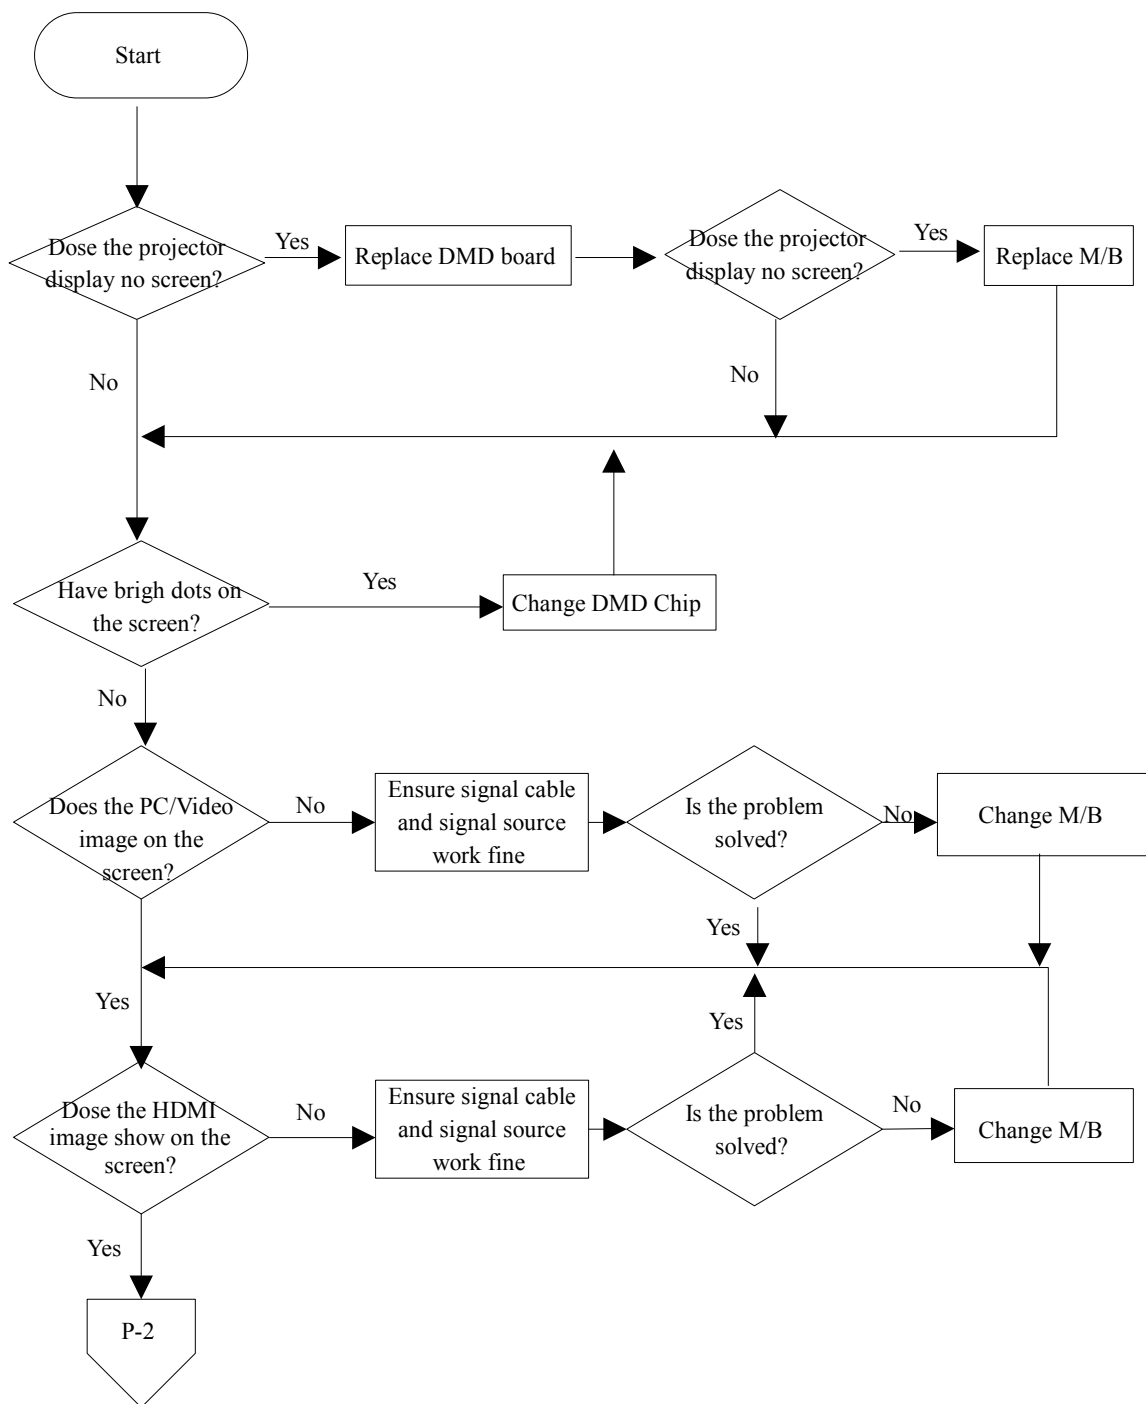 Start
Dose the projector
display no screen?
Yes
Replace DMD board
Dose the projector
display no screen?
Yes
Replace M/B
No
No
Have brigh dots on
the screen?
Yes
Change DMD Chip
No
Does the PC/Video
image on the
screen?
No
Ensure signal cable
and signal source
work fine
Is the problem
solved?
No
Change M/B
Yes
Yes
Yes
Dose the HDMI
image show on the
screen?
No
Ensure signal cable
and signal source
work fine
Is the problem
solved?
No
Change M/B
Yes
P-2